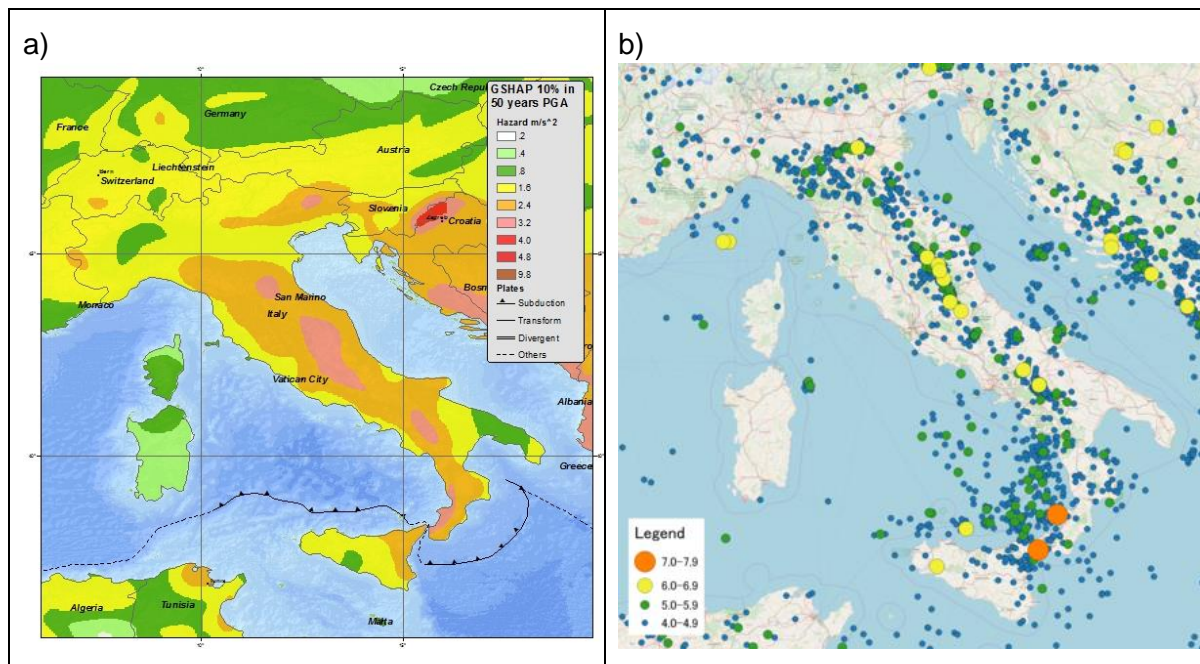 a)
GSHAP 10% in
50 years PGA
Hazard m/s^2
.2
.4
.8
1.6
2.4
3.2
4.0
4.8
9.8
Plates
Subduction
Transform
Divergent
Others
Czech Repu
Germany
France
Austria
Liechtenstein
Switzerland
Slovenia
Croatia
Bosn
San Marino
Italy
Monaco
Vatican City
Albania
Greece
Algeria
Tunisia
Malta
b)
Legend
7.0-7.9
6.0-6.9
5.0-5.9
4.0-4.9